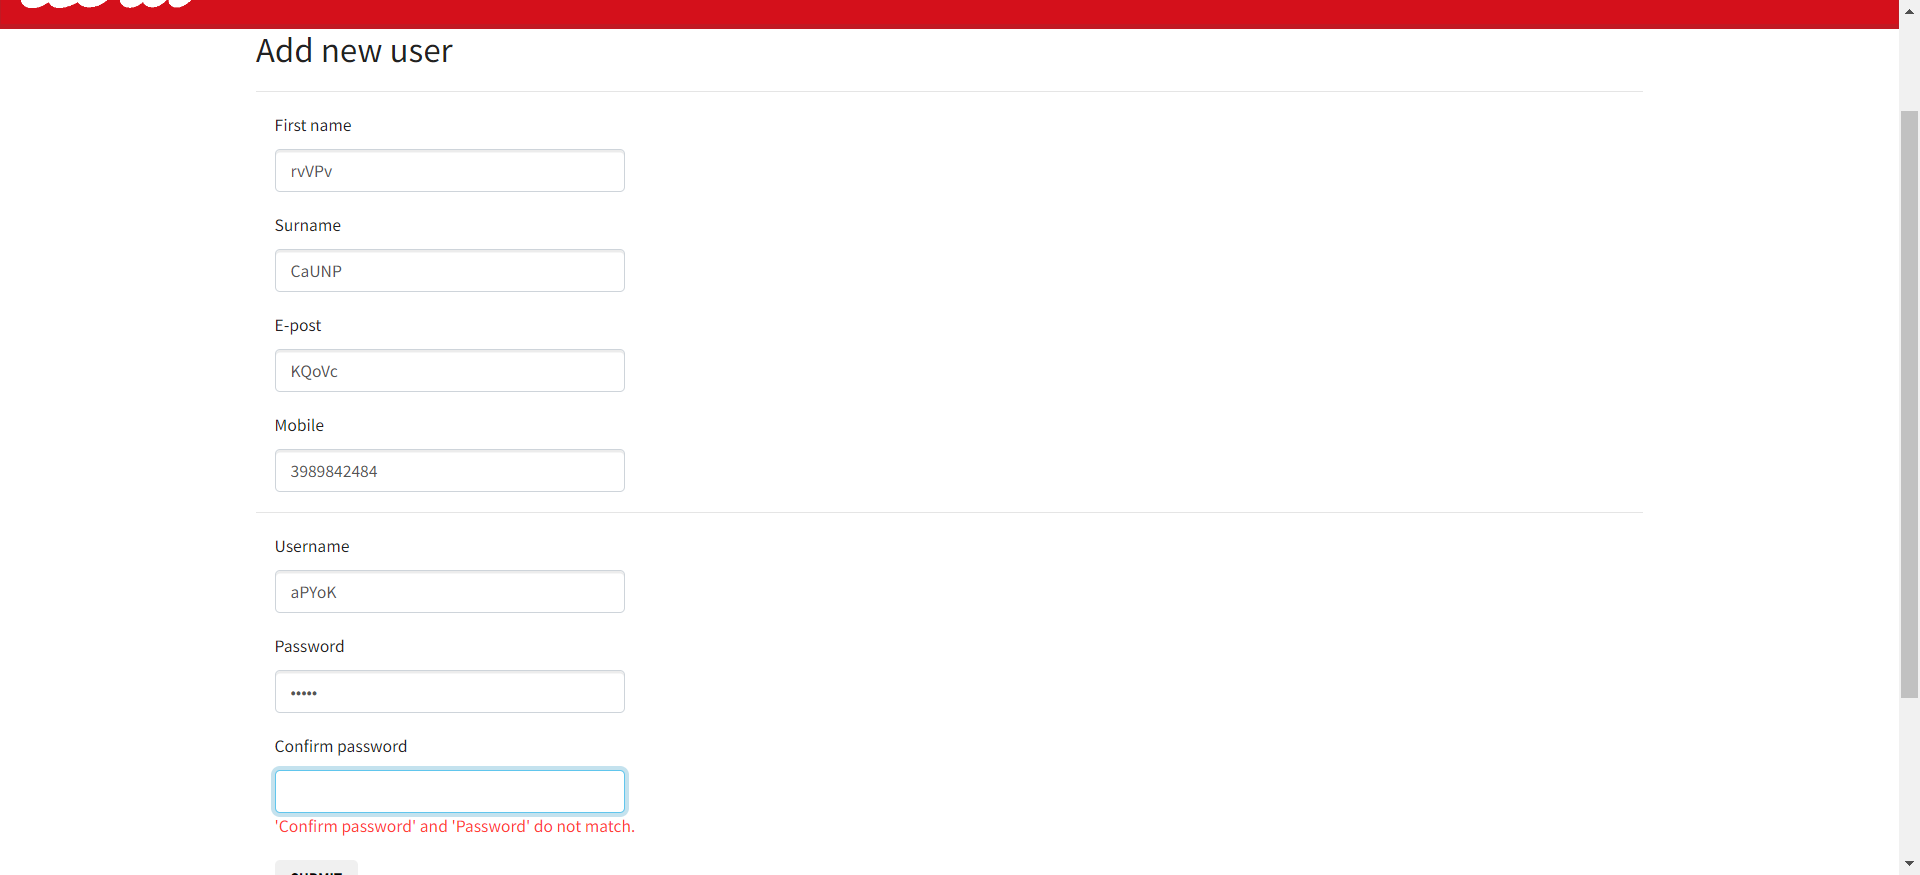 Add new user
First name
rvVPv
Surname
CaUNP
E-post
KQoVc
Mobile
3989842484
Username
aPYoK
Password
•••••
Confirm password
'Confirm password' and 'Password' do not match.
SUBMIT